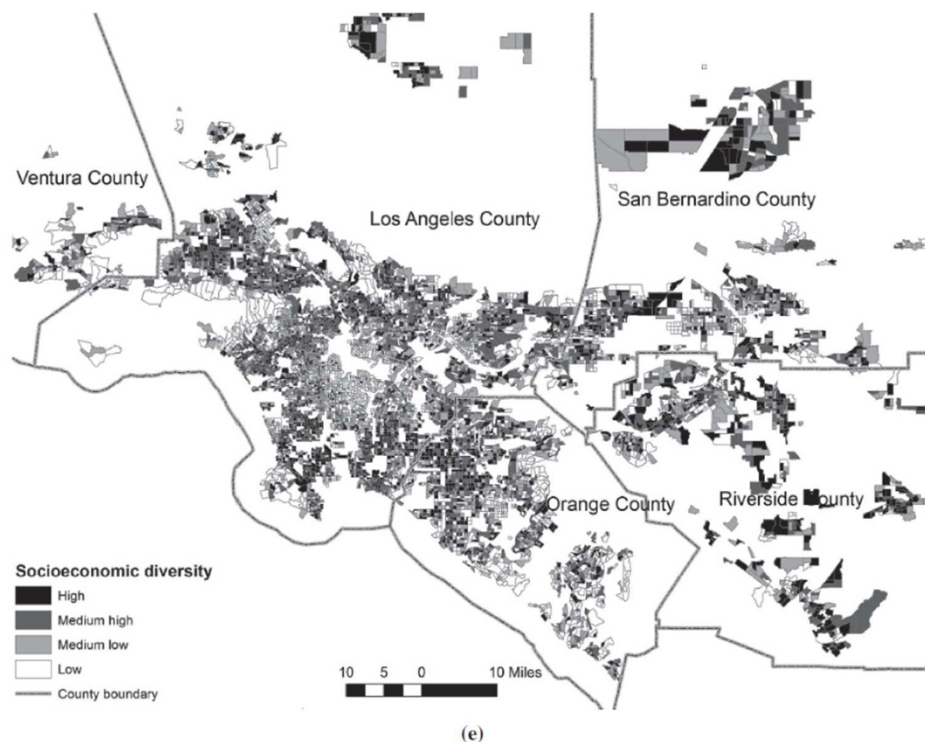 Ventura County
Los Angeles County
San Bernardino County
Orange County
Riverside County
Socioeconomic diversity
High
Medium high
Medium low
Low
County boundary
10 5 0 10 Miles
(e)